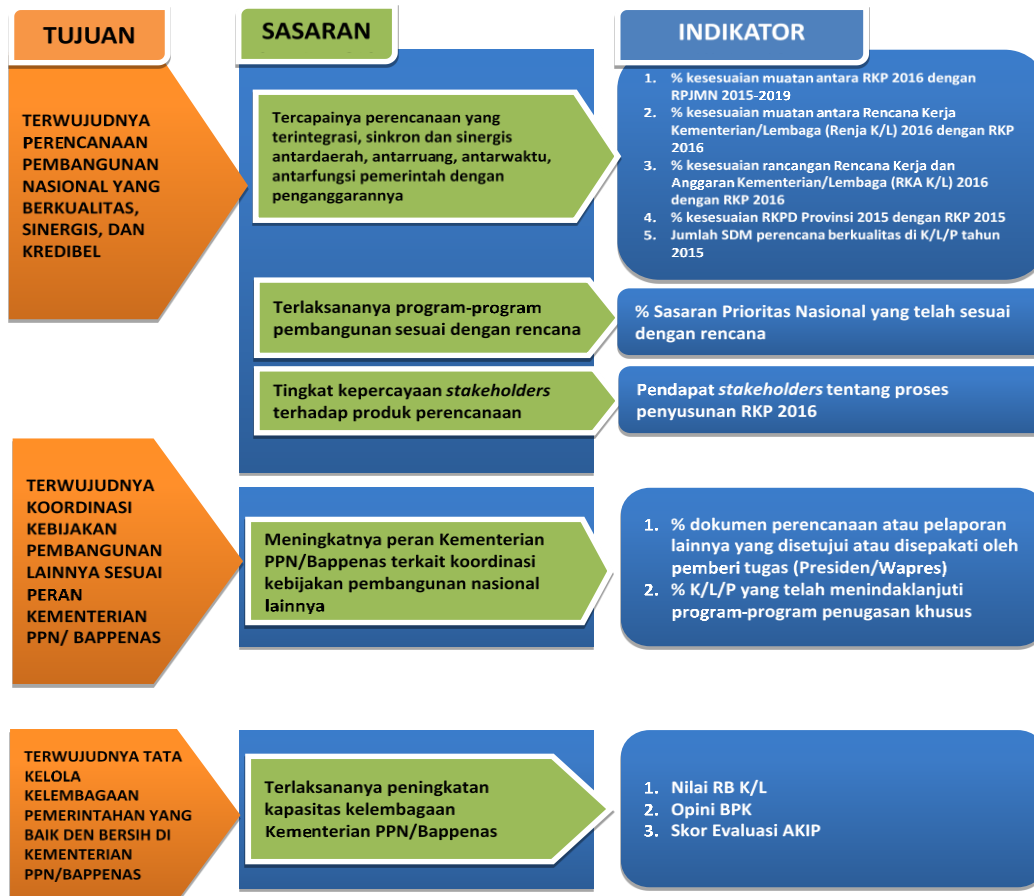 TUJUAN
SASARAN
INDIKATOR
TERWUJUDNYA
PERENCANAAN
PEMBANGUNAN
NASIONAL YANG
BERKUALITAS,
SINERGIS, DAN
KREDIBEL
Tercapainya perencanaan yang
terintegrasi, sinkron dan sinergis
antardaerah, antarruang, antarwaktu,
antarfungsi pemerintah dengan
penganggarannya
1. % kesesuaian muatan antara RKP 2016 dengan
RPJMN 2015-2019
2. % kesesuaian muatan antara Rencana Kerja
Kementerian/Lembaga (Renja K/L) 2016 dengan RKP
2016
3. % kesesuaian rancangan Rencana Kerja dan
Anggaran Kementerian/Lembaga (RKA K/L) 2016
dengan RKP 2016
4. % kesesuaian RKPD Provinsi 2015 dengan RKP 2015
5. Jumlah SDM perencana berkualitas di K/L/P tahun
2015
Terlaksananya program-program
pembangunan sesuai dengan rencana
% Sasaran Prioritas Nasional yang telah sesuai
dengan rencana
Tingkat kepercayaan stakeholders
terhadap produk perencanaan
Pendapat stakeholders tentang proses
penyusunan RKP 2016
TERWUJUDNYA
KOORDINASI
KEBIJAKAN
PEMBANGUNAN
LAINNYA SESUAI
PERAN
KEMENTERIAN
PPN/ BAPPENAS
Meningkatnya peran Kementerian
PPN/Bappenas terkait koordinasi
kebijakan pembangunan nasional
lainnya
1. % dokumen perencanaan atau pelaporan
lainnya yang disetujui atau disepakati oleh
pemberi tugas (Presiden/Wapres)
2. % K/L/P yang telah menindaklanjuti
program-program penugasan khusus
TERWUJUDNYA TATA
KELOLA
KELEMBAGAAN
PEMERINTAHAN YANG
BAIK DEN BERSIH DI
KEMENTERIAN
PPN/BAPPENAS
Terlaksananya peningkatan
kapasitas kelembagaan
Kementerian PPN/Bappenas
1. Nilai RB K/L
2. Opini BPK
3. Skor Evaluasi AKIP